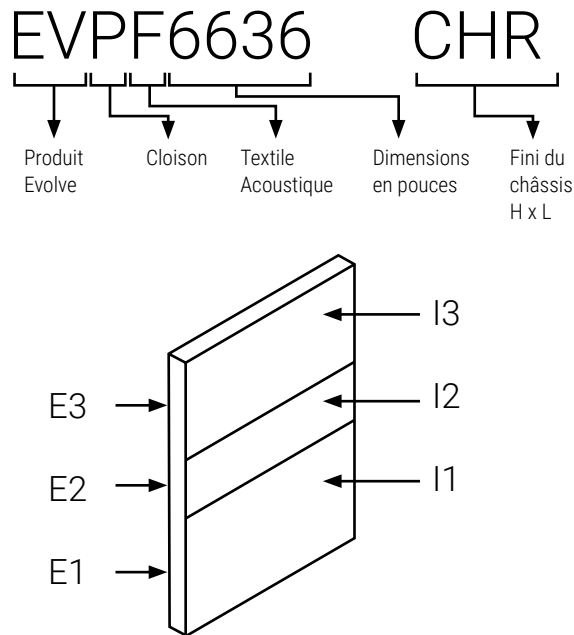 EVPF6636 CHR
Produit
Evolve
Cloison
Textile
Acoustique
Dimensions
en pouces
Fini du
châssis
H x L
I3
E3
I2
E2
I1
E1